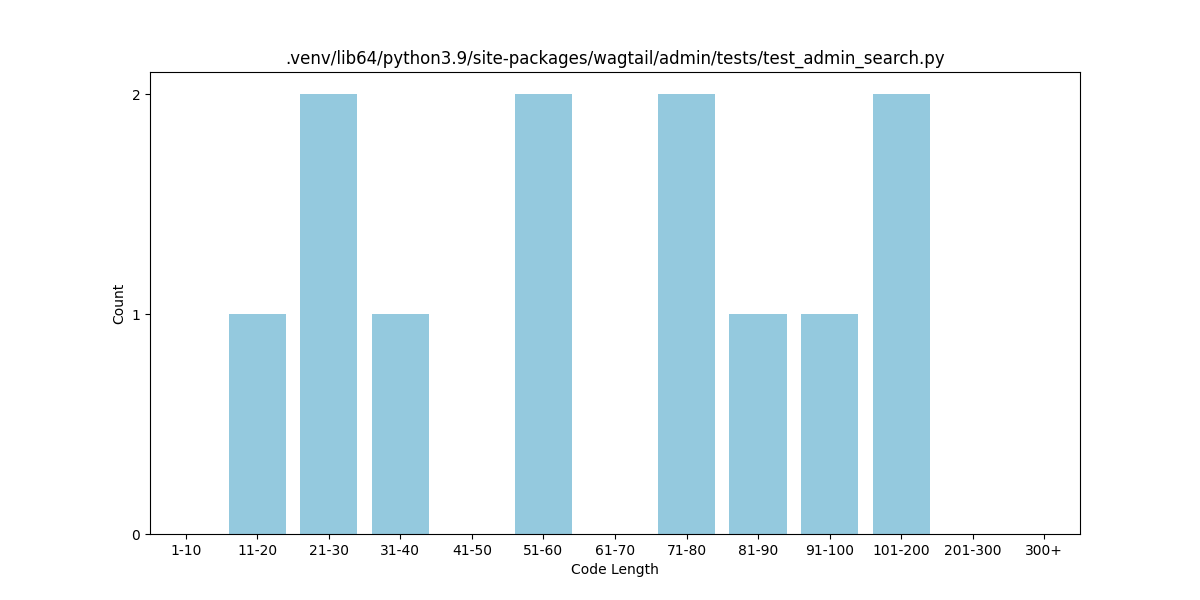 .venv/lib64/python3.9/site-packages/wagtail/admin/tests/test_admin_search.py
2
1
0
Count
1-10 11-20 21-30 31-40 41-50 51-60 61-70 71-80 81-90 91-100 101-200 201-300 300+
Code Length